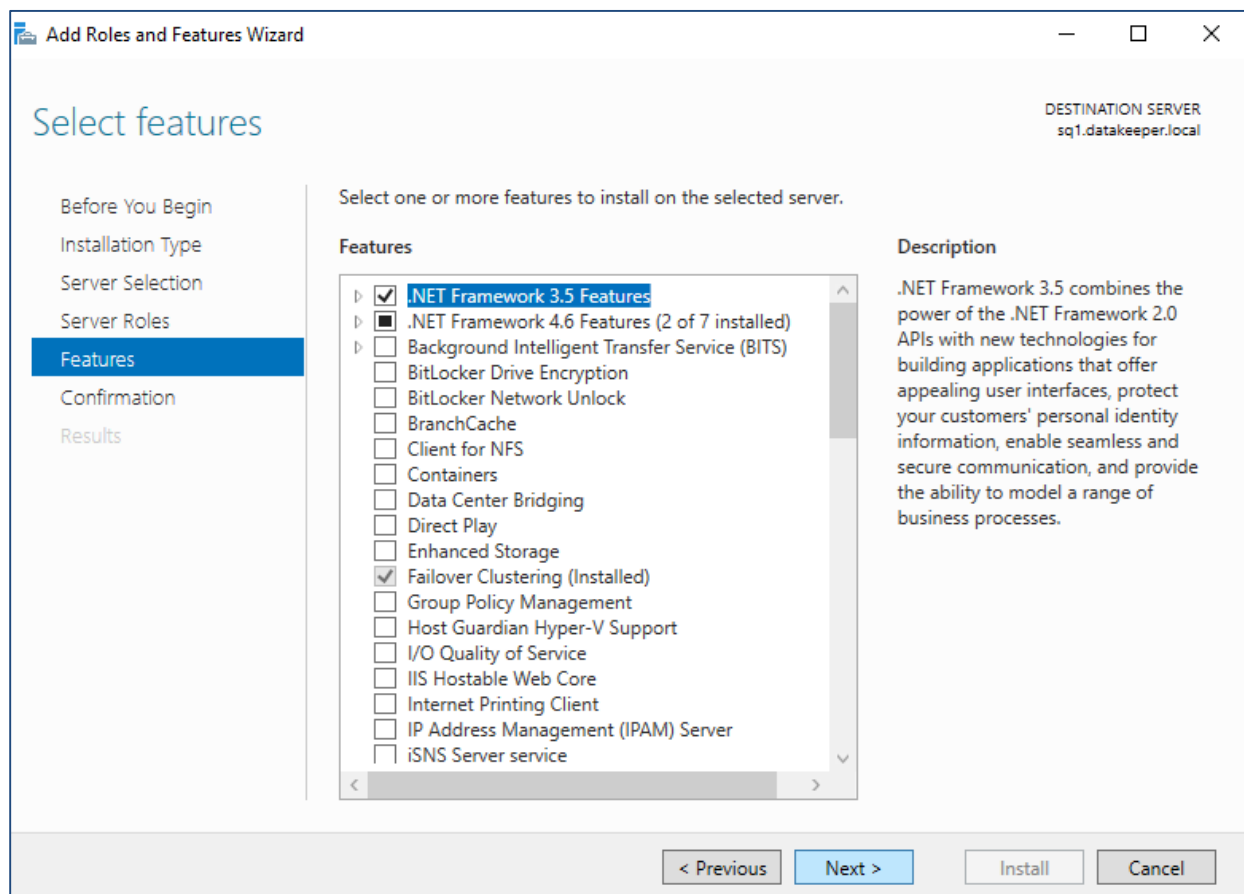 Add Roles and Features Wizard
Select features
DESTINATION SERVER
sq1.datakeeper.local
Before You Begin
Installation Type
Server Selection
Server Roles
Features
Confirmation
Results
Select one or more features to install on the selected server.
Features
.NET Framework 3.5 Features
.NET Framework 4.6 Features (2 of 7 installed)
Background Intelligent Transfer Service (BITS)
BitLocker Drive Encryption
BitLocker Network Unlock
BranchCache
Client for NFS
Containers
Data Center Bridging
Direct Play
Enhanced Storage
Failover Clustering (Installed)
Group Policy Management
Host Guardian Hyper-V Support
I/O Quality of Service
IIS Hostable Web Core
Internet Printing Client
IP Address Management (IPAM) Server
iSNS Server service
Description
.NET Framework 3.5 combines the
power of the .NET Framework 2.0
APIs with new technologies for
building applications that offer
appealing user interfaces, protect
your customers' personal identity
information, enable seamless and
secure communication, and provide
the ability to model a range of
business processes.
< Previous
Next >
Install
Cancel